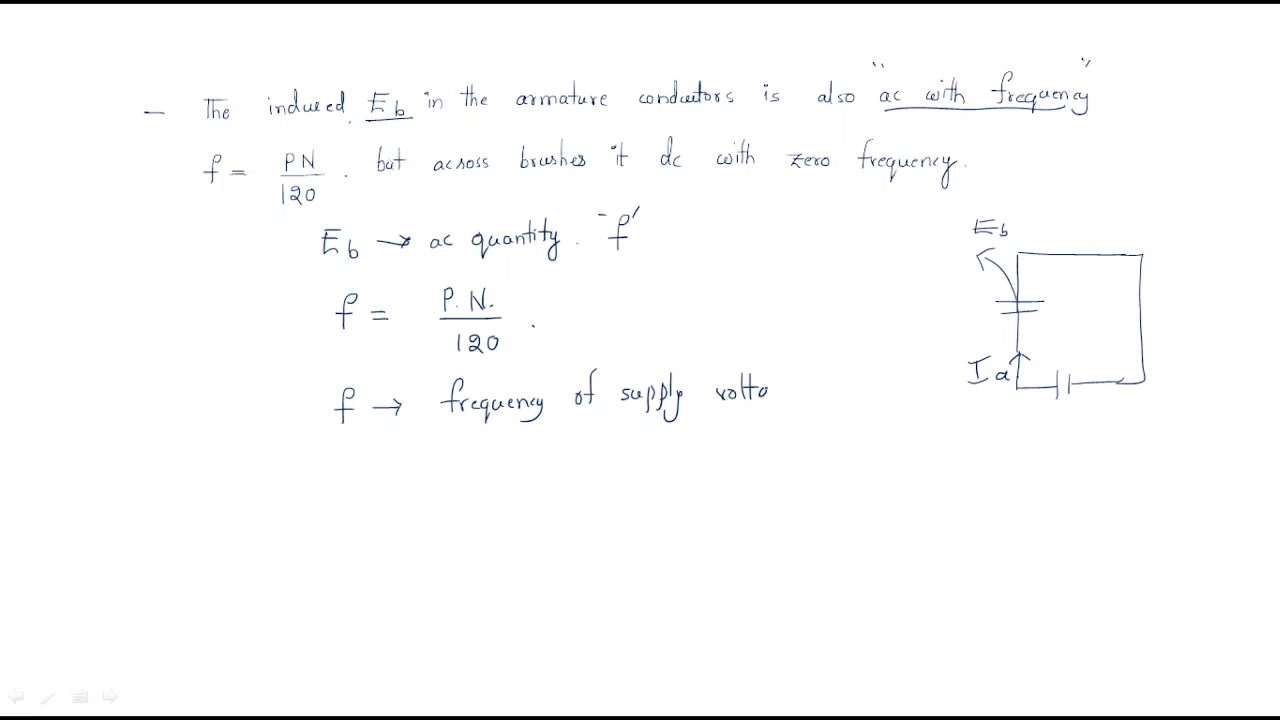 — The induced Eb in the armature conductors is also "ac with frequency"
f = PN/120 . but across brushes it dc with zero frequency.
Eb → ac quantity. 'f'
f = P.N./120 .
f → frequency of supply volta
Eb
Ia